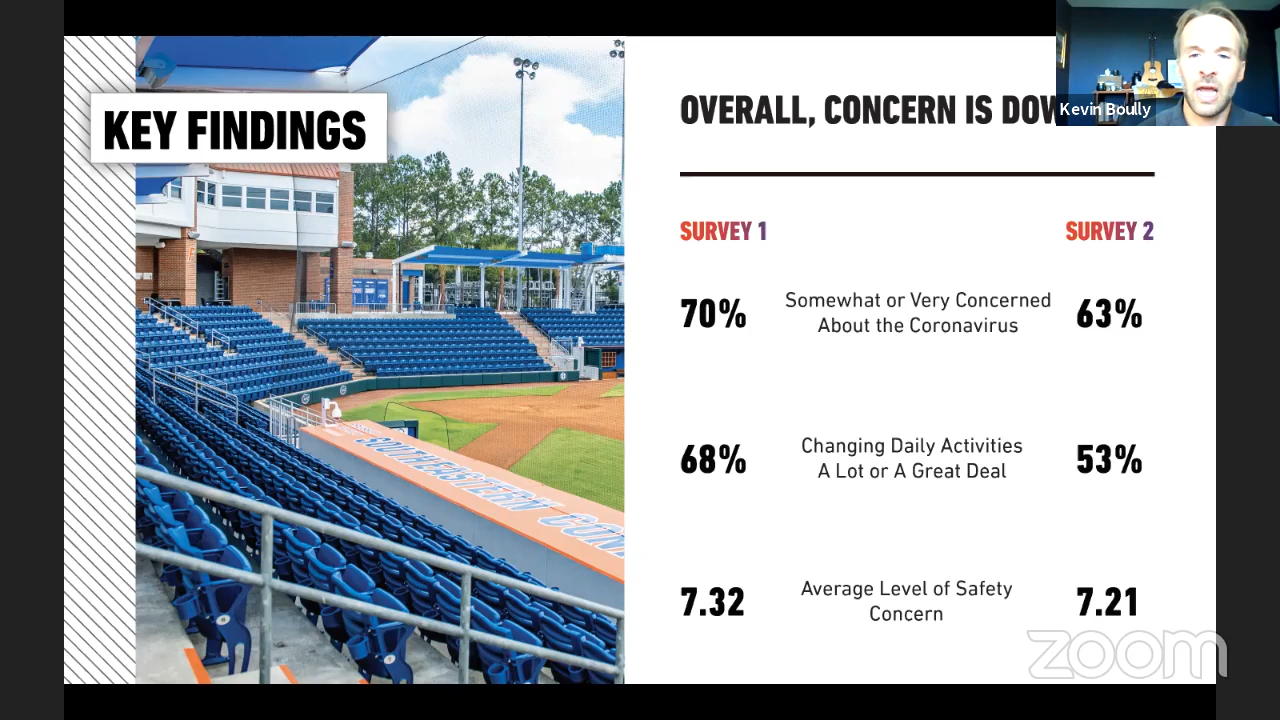 KEY FINDINGS
OVERALL, CONCERN IS
Kevin Boully
SURVEY 1
SURVEY 2
70%
Somewhat or Very Concerned
About the Coronavirus
63%
68%
Changing Daily Activities
A Lot or A Great Deal
53%
7.32
Average Level of Safety
Concern
7.21
SOUTHEASTERN
zoom